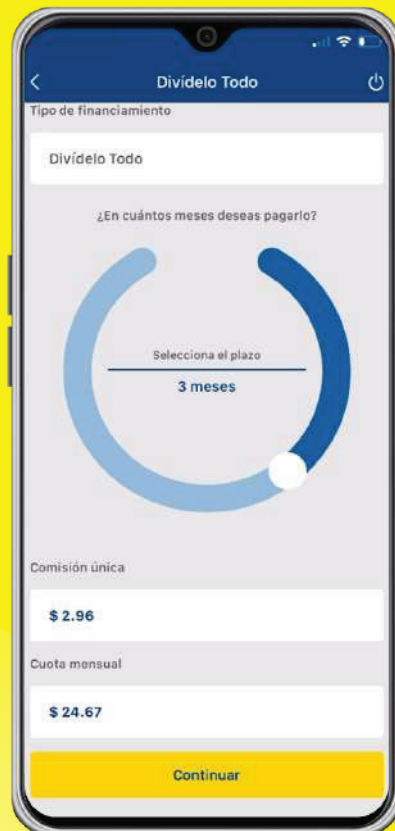 Divídelo Todo
Tipo de financiamiento
Divídelo Todo
¿En cuántos meses deseas pagarlo?
Selecciona el plazo
3 meses
Comisión única
$ 2.96
Cuota mensual
$ 24.67
Continuar